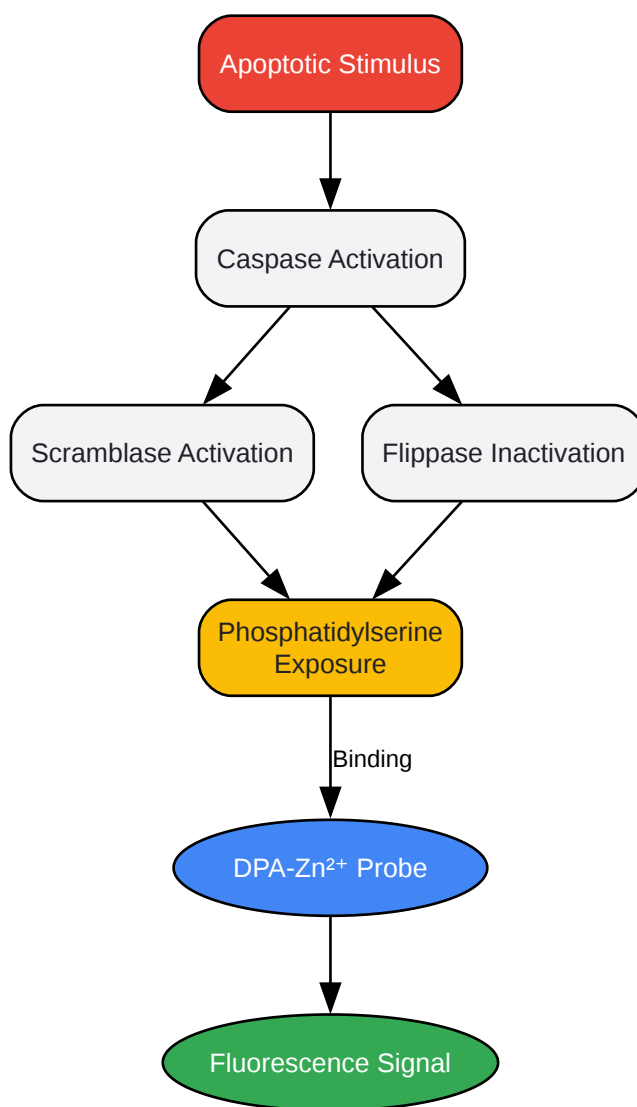 Apoptotic Stimulus
Caspase Activation
Scramblase Activation
Flippase Inactivation
Phosphatidylserine
Exposure
Binding
DPA-Zn²⁺ Probe
Fluorescence Signal